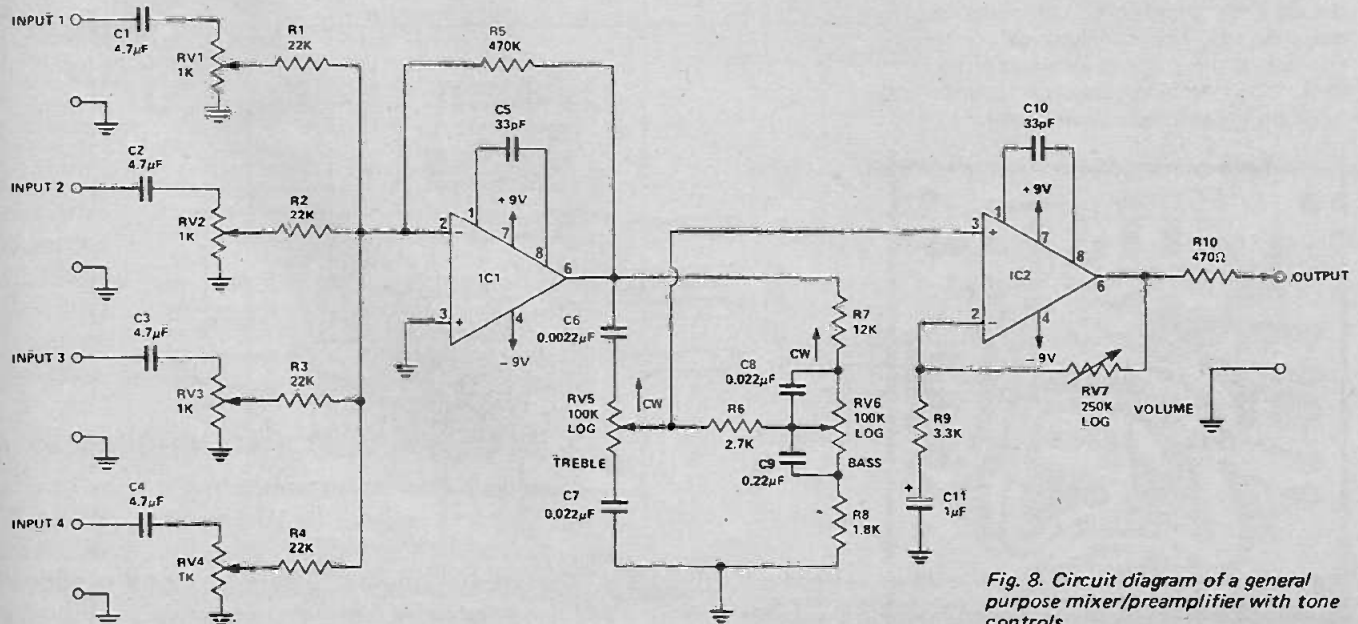 INPUT 1
C1
4.7µF
RV1
1K
R1
22K
INPUT 2
C2
4.7µF
RV2
1K
R2
22K
INPUT 3
C3
4.7µF
RV3
1K
R3
22K
INPUT 4
C4
4.7µF
RV4
1K
R4
22K
R5
470K
C5
33pF
+9V
1
7
8
2
−
IC1
6
3
+
4
−9V
C6
0.0022µF
RV5
100K
LOG
CW
TREBLE
C7
0.022µF
R6
2.7K
R7
12K
CW
C8
0.022µF
RV6
100K
LOG
C9
0.22µF
BASS
R8
1.8K
C10
33pF
+9V
1
7
8
3
+
IC2
6
2
−
4
−9V
R10
470Ω
OUTPUT
RV7
250K
LOG
VOLUME
R9
3.3K
+
C11
1µF
Fig. 8. Circuit diagram of a general
purpose mixer/preamplifier with tone
controls